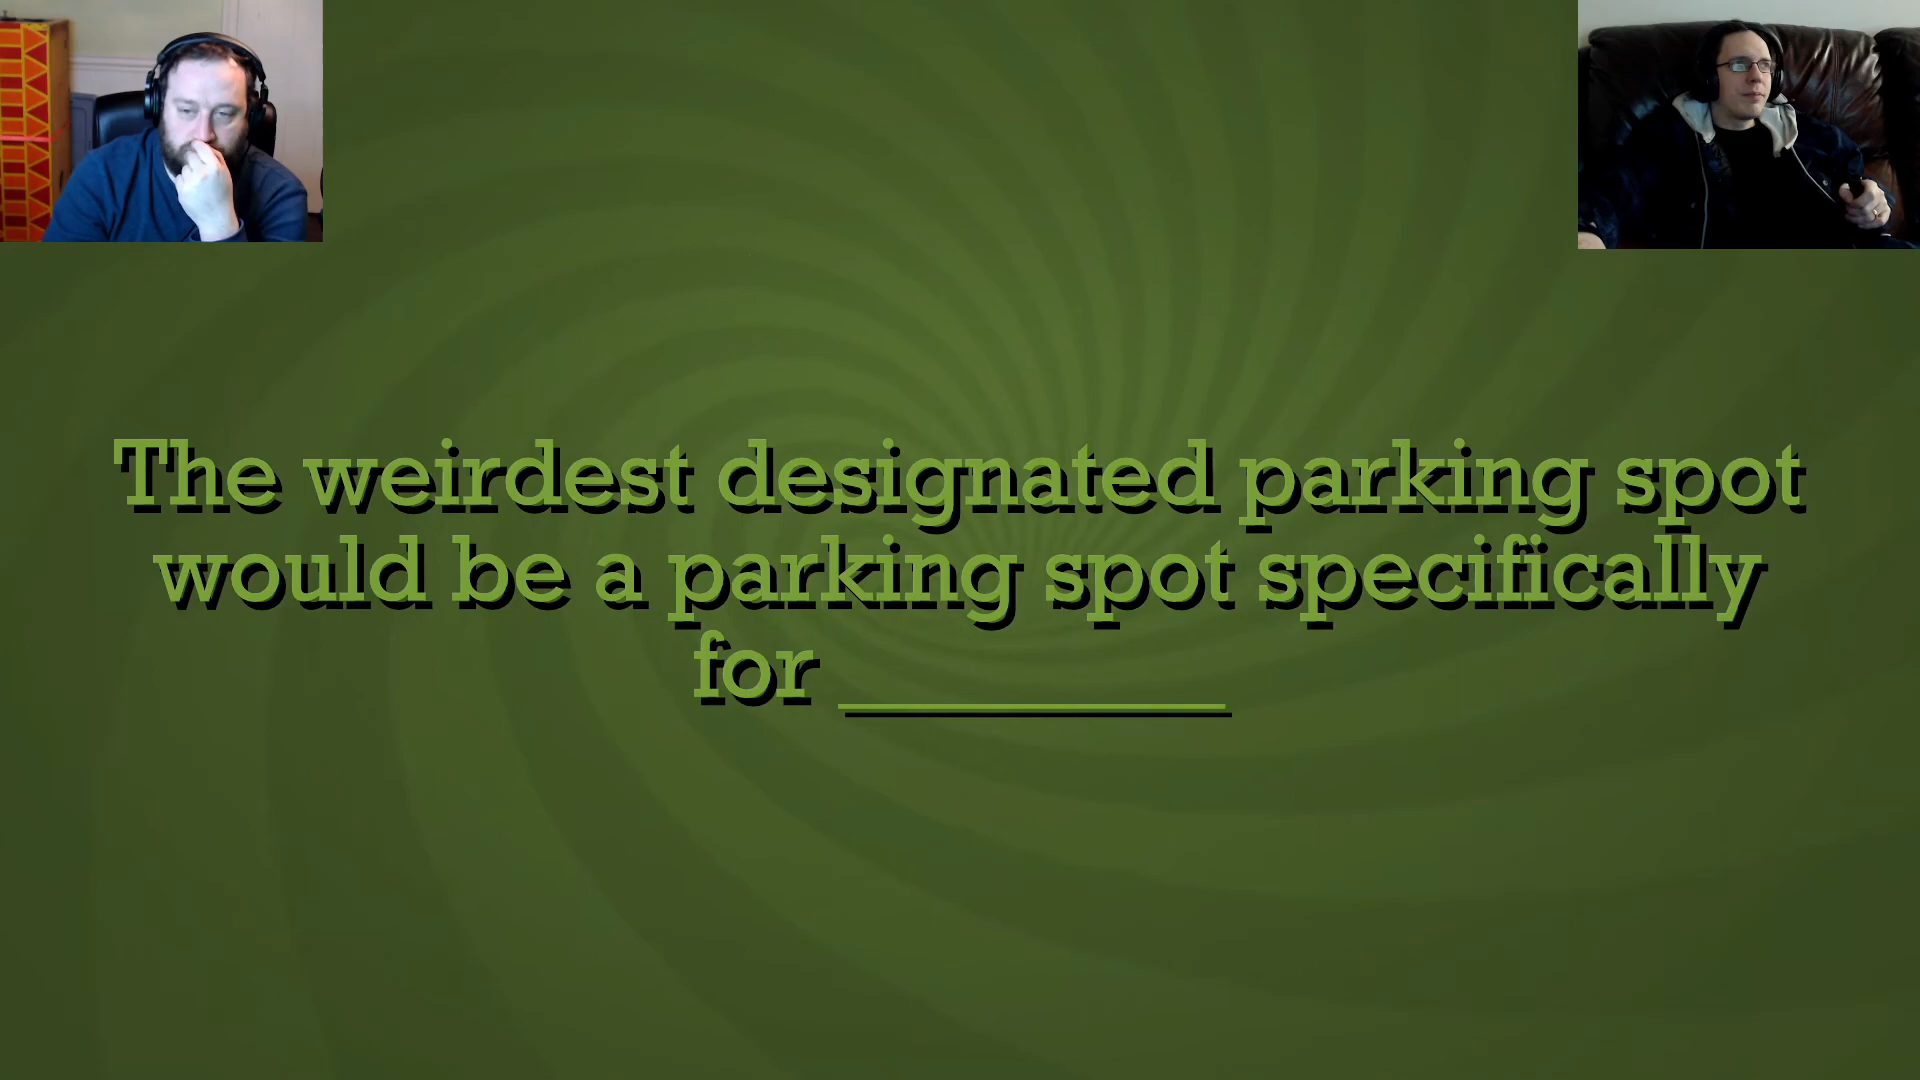 The weirdest designated parking spot
would be a parking spot specifically
for ________